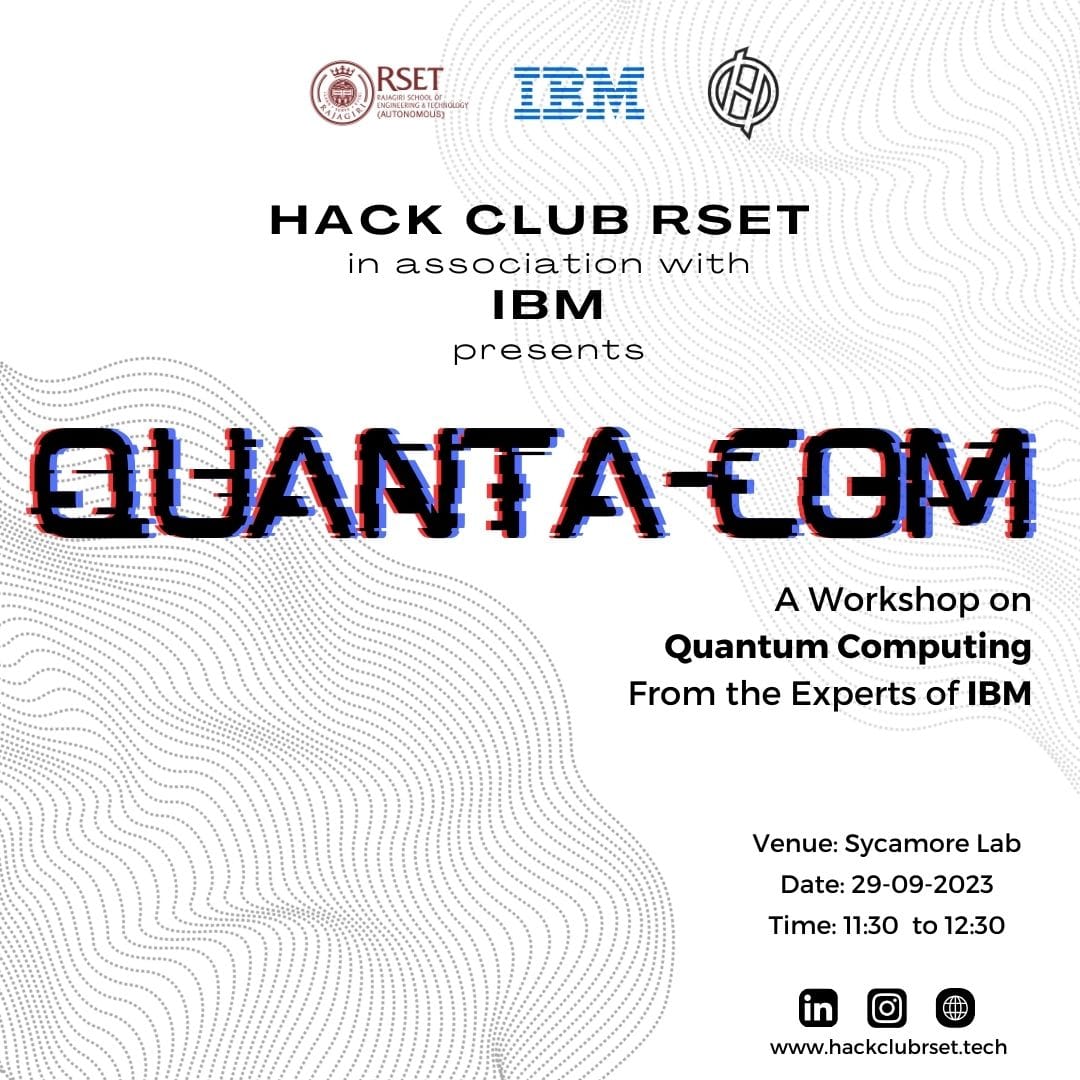 RSET
RAJAGIRI SCHOOL OF
ENGINEERING & TECHNOLOGY
(AUTONOMOUS)
RAJAGIRI
IBM
HACK CLUB RSET
in association with
IBM
presents
QUANTA-COM
A Workshop on
Quantum Computing
From the Experts of IBM
Venue: Sycamore Lab
Date: 29-09-2023
Time: 11:30 to 12:30
in
www.hackclubrset.tech